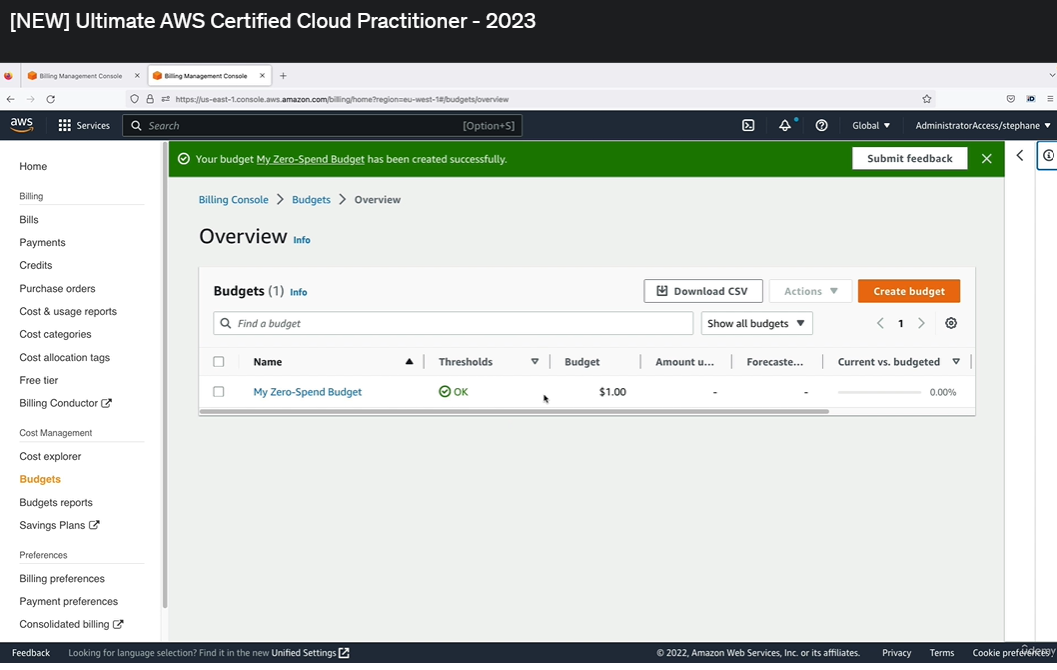 [NEW] Ultimate AWS Certified Cloud Practitioner - 2023
Billing Management Console
Billing Management Console
https://us-east-1.console.aws.amazon.com/billing/home?region=eu-west-1#/budgets/overview
aws
Services
Search
[Option+S]
Global
AdministratorAccess/stephane
Home
Billing
Bills
Payments
Credits
Purchase orders
Cost & usage reports
Cost categories
Cost allocation tags
Free tier
Billing Conductor
Cost Management
Cost explorer
Budgets
Budgets reports
Savings Plans
Preferences
Billing preferences
Payment preferences
Consolidated billing
Your budget My Zero-Spend Budget has been created successfully.
Submit feedback
Billing Console > Budgets > Overview
Overview Info
Budgets (1) Info
Download CSV
Actions
Create budget
Find a budget
Show all budgets
1
Name Thresholds Budget Amount u... Forecaste... Current vs. budgeted
My Zero-Spend Budget OK $1.00 - - 0.00%
Feedback
Looking for language selection? Find it in the new Unified Settings
© 2022, Amazon Web Services, Inc. or its affiliates.
Privacy
Terms
Cookie preferences
Udemy